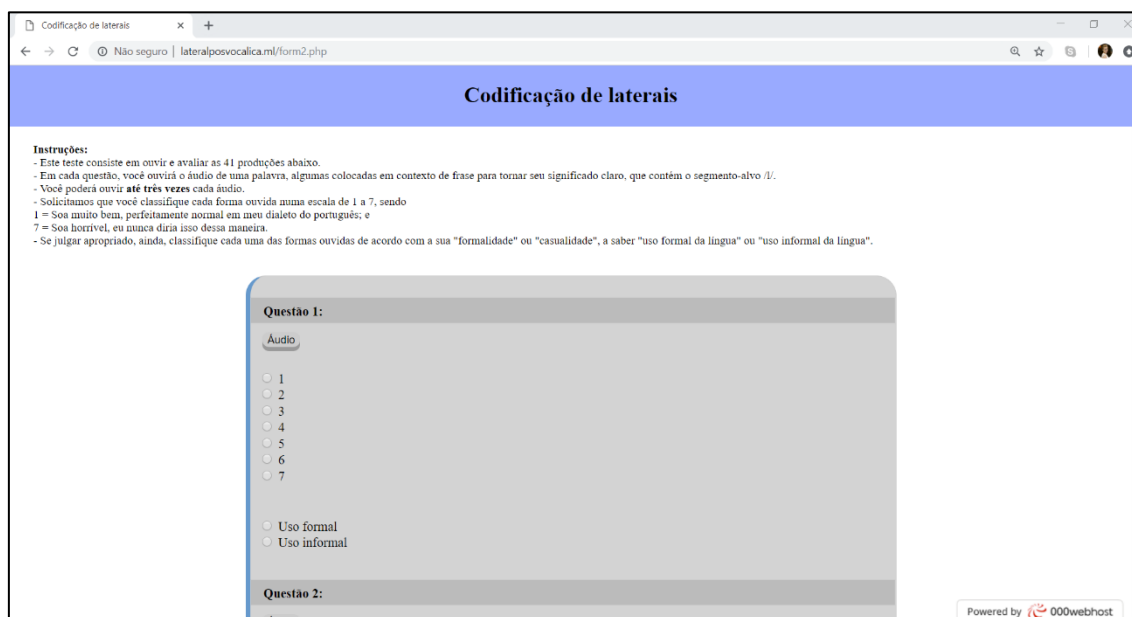 Codificação de laterais
Não seguro | lateralposvocalica.ml/form2.php
Codificação de laterais
Instruções:
- Este teste consiste em ouvir e avaliar as 41 produções abaixo.
- Em cada questão, você ouvirá o áudio de uma palavra, algumas colocadas em contexto de frase para tornar seu significado claro, que contém o segmento-alvo /l/.
- Você poderá ouvir até três vezes cada áudio.
- Solicitamos que você classifique cada forma ouvida numa escala de 1 a 7, sendo
1 = Soa muito bem, perfeitamente normal em meu dialeto do português; e
7 = Soa horrível, eu nunca diria isso dessa maneira.
- Se julgar apropriado, ainda, classifique cada uma das formas ouvidas de acordo com a sua "formalidade" ou "casualidade", a saber "uso formal da língua" ou "uso informal da língua".
Questão 1:
Áudio
1
2
3
4
5
6
7
Uso formal
Uso informal
Questão 2:
Powered by 000webhost